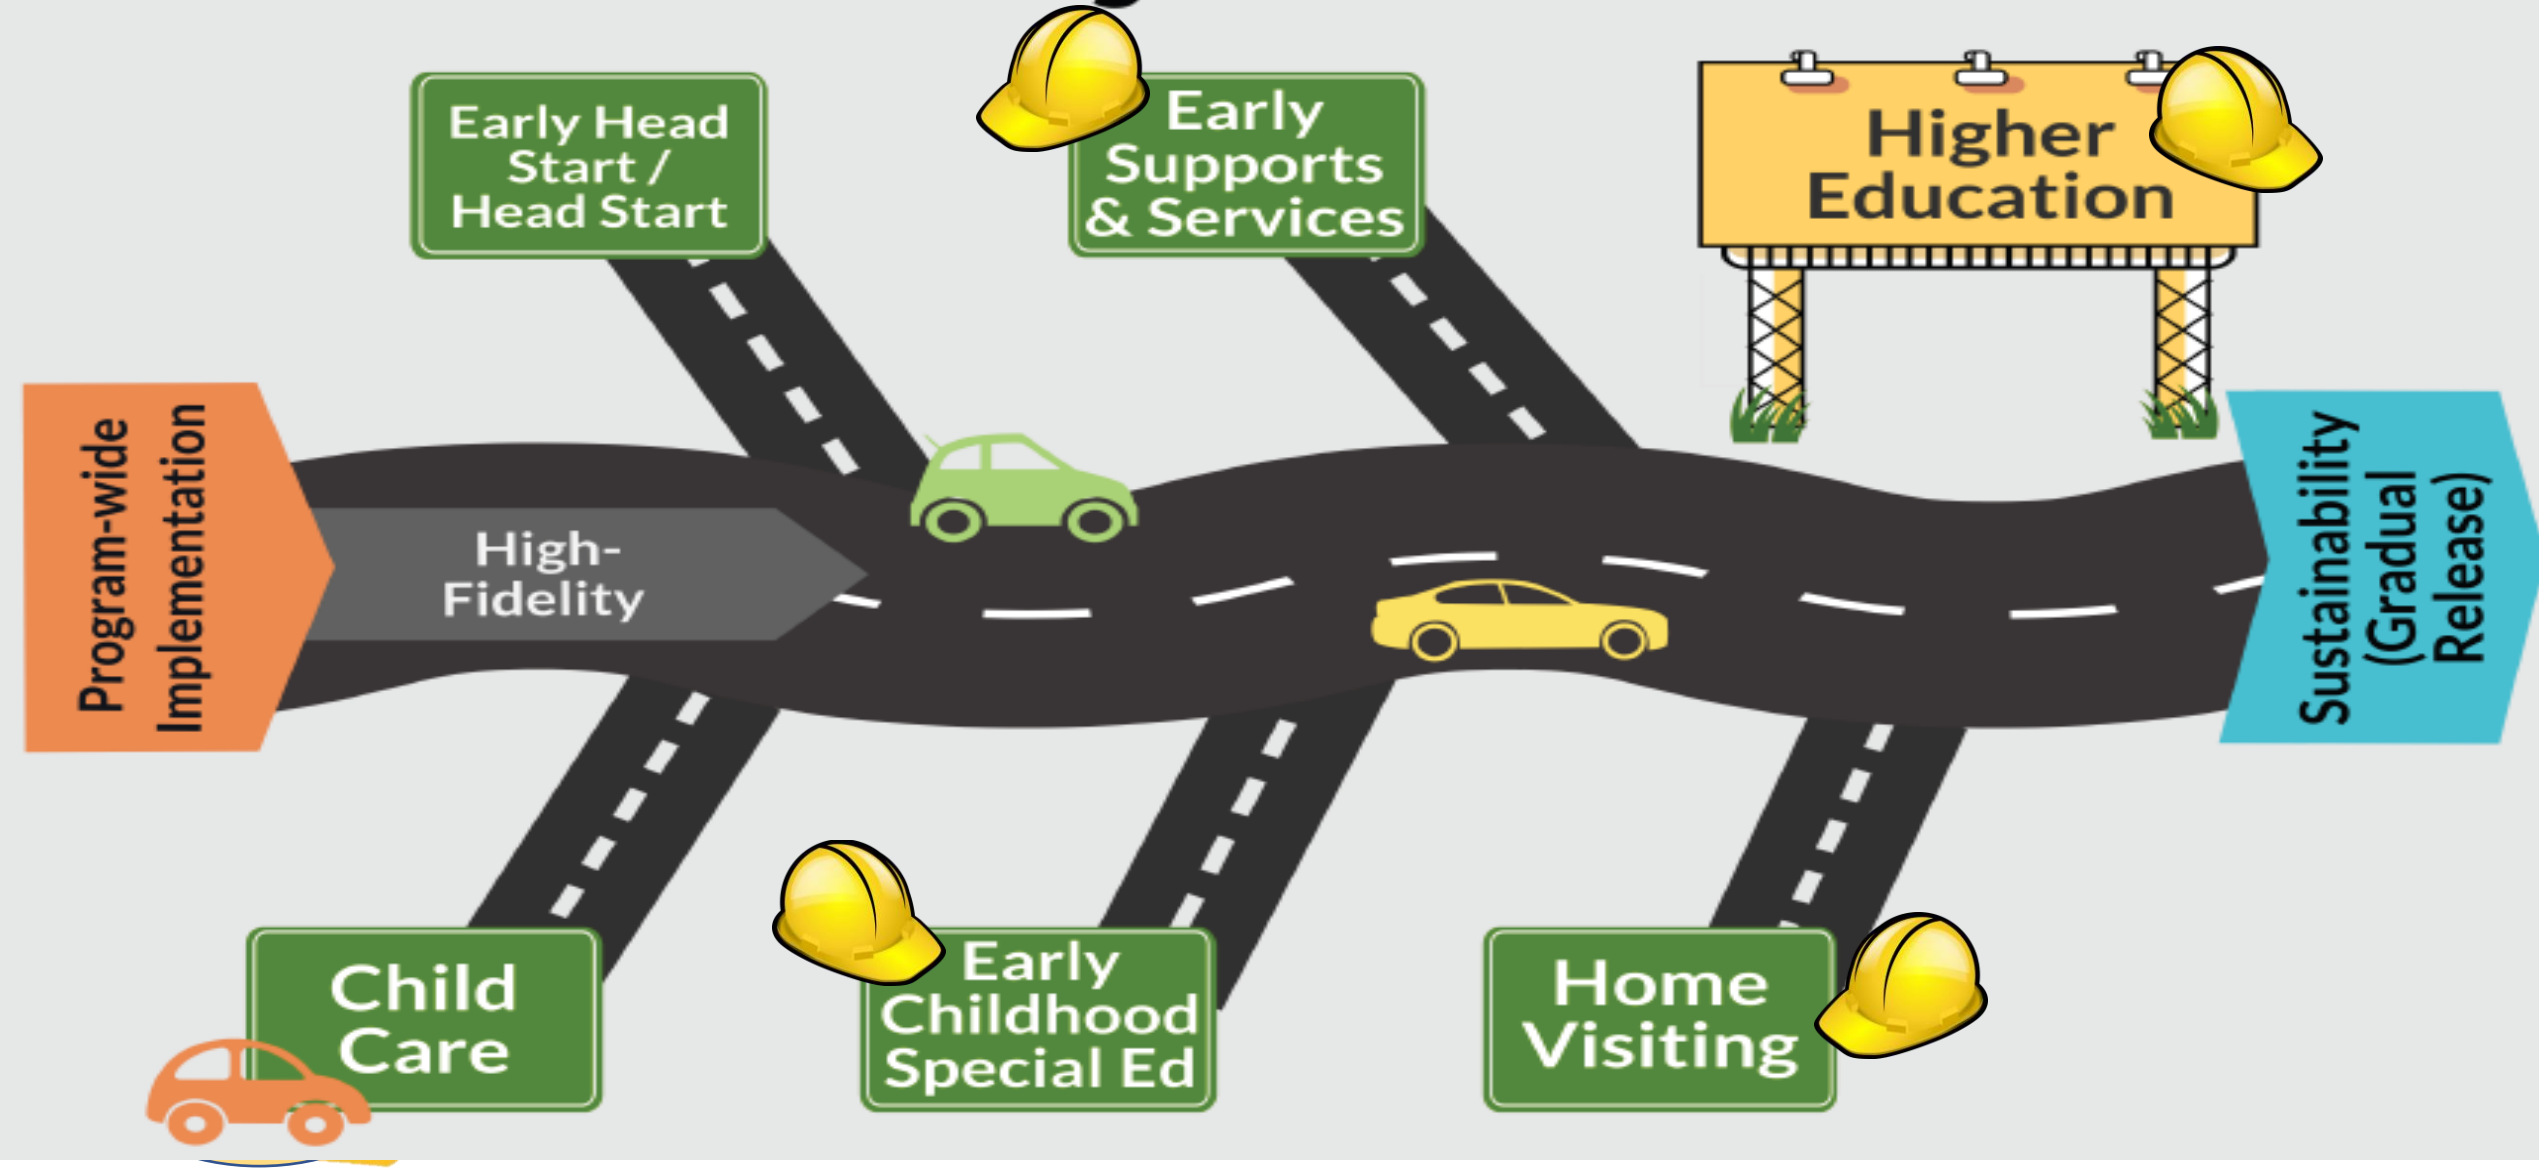 Early Head
Start /
Head Start
Early
Supports
& Services
Higher
Education
Program-wide
Implementation
High-
Fidelity
Sustainability
(Gradual
Release)
Child
Care
Early
Childhood
Special Ed
Home
Visiting